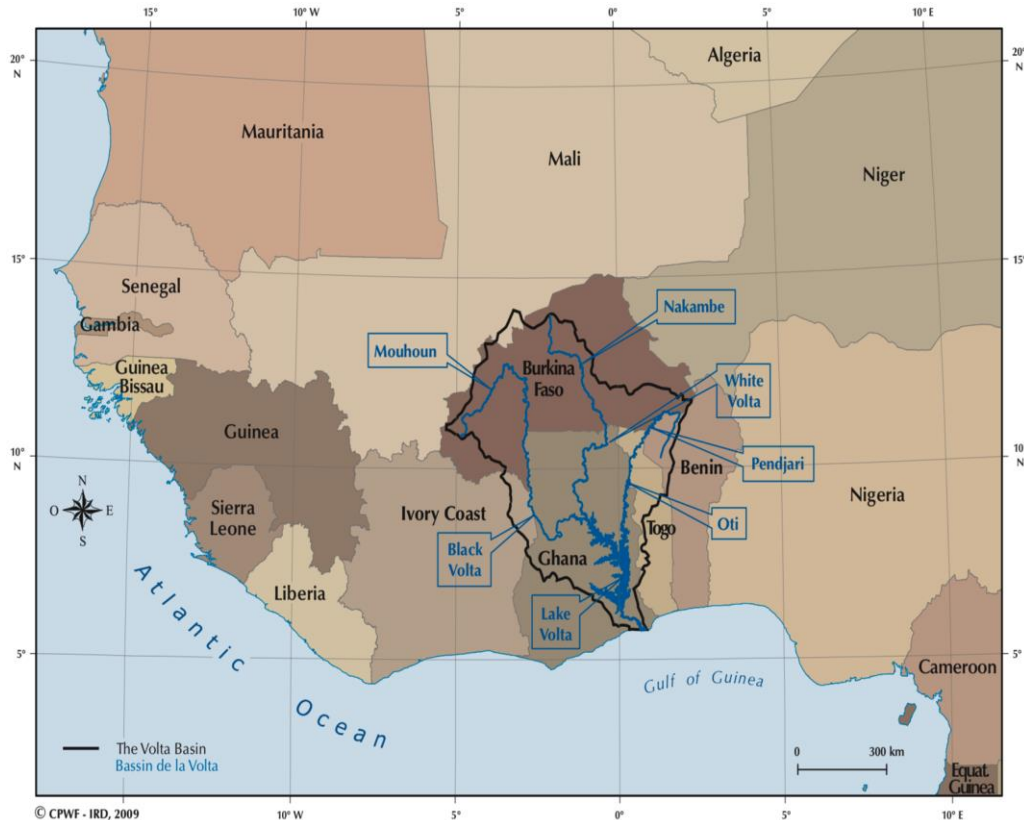 15°
10° W
5°
0°
5°
10° E
20°
N
20°
N
Algeria
Mauritania
Mali
Niger
15°
15°
Senegal
Gambia
Nakambe
Mouhoun
Guinea
Bissau
Burkina
Faso
White
Volta
Guinea
10°
N
10°
N
Benin
Pendjari
N
O
E
S
Sierra
Leone
Ivory Coast
Nigeria
Togo
Oti
Black
Volta
Ghana
Liberia
Lake
Volta
5°
5°
Atlantic
Ocean
Gulf of Guinea
Cameroon
The Volta Basin
Bassin de la Volta
0
300 km
Equat.
Guinea
© CPWF - IRD, 2009
10° W
5°
0°
5°
10° E